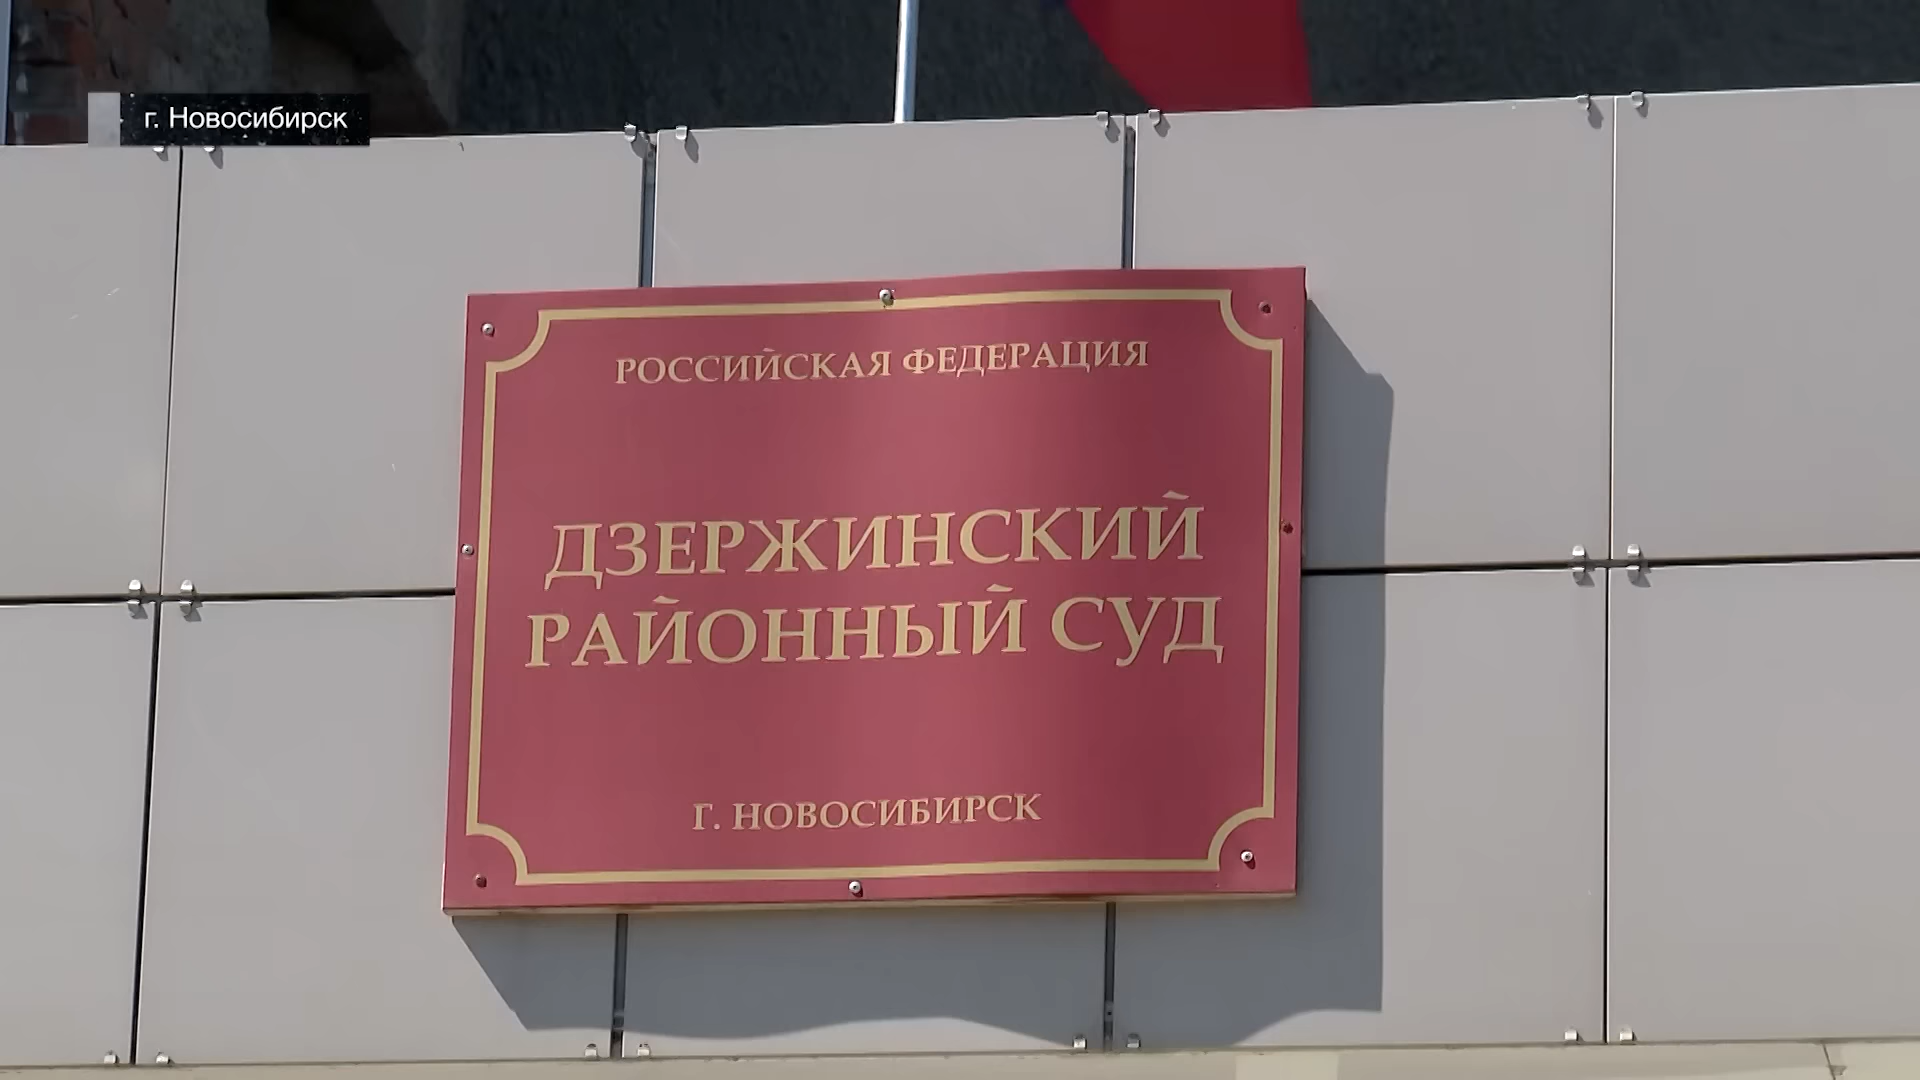 г. Новосибирск
РОССИЙСКАЯ ФЕДЕРАЦИЯ
ДЗЕРЖИНСКИЙ
РАЙОННЫЙ СУД
Г. НОВОСИБИРСК